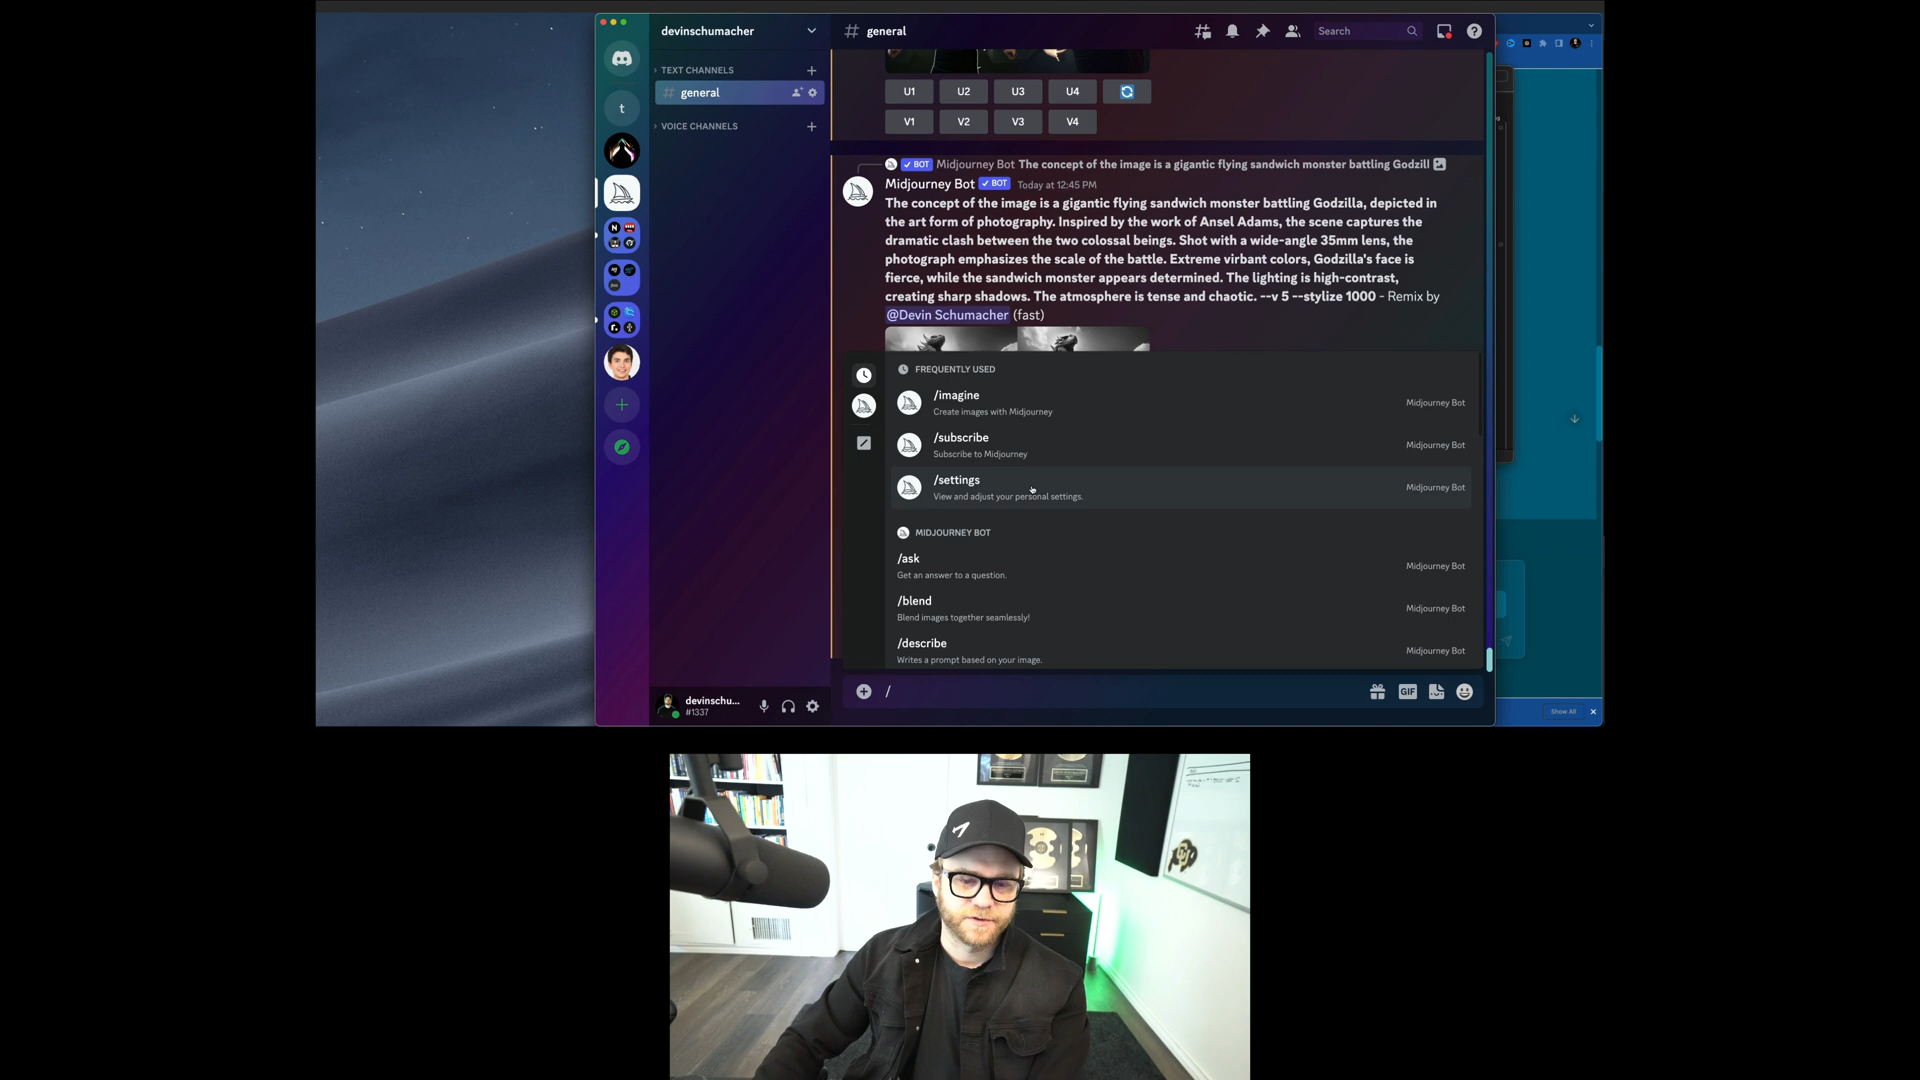 devinschumacher
general
Search
TEXT CHANNELS
general
VOICE CHANNELS
t
U1 U2 U3 U4
V1 V2 V3 V4
BOT Midjourney Bot The concept of the image is a gigantic flying sandwich monster battling Godzill
Midjourney Bot BOT Today at 12:45 PM
The concept of the image is a gigantic flying sandwich monster battling Godzilla, depicted in
the art form of photography. Inspired by the work of Ansel Adams, the scene captures the
dramatic clash between the two colossal beings. Shot with a wide-angle 35mm lens, the
photograph emphasizes the scale of the battle. Extreme virbant colors, Godzilla's face is
fierce, while the sandwich monster appears determined. The lighting is high-contrast,
creating sharp shadows. The atmosphere is tense and chaotic. --v 5 --stylize 1000 - Remix by
@Devin Schumacher (fast)
FREQUENTLY USED
/imagine
Create images with Midjourney
Midjourney Bot
/subscribe
Subscribe to Midjourney
Midjourney Bot
/settings
View and adjust your personal settings.
Midjourney Bot
MIDJOURNEY BOT
/ask
Get an answer to a question.
Midjourney Bot
/blend
Blend images together seamlessly!
Midjourney Bot
/describe
Writes a prompt based on your image.
Midjourney Bot
/
GIF
devinschu...
#1337
Show All